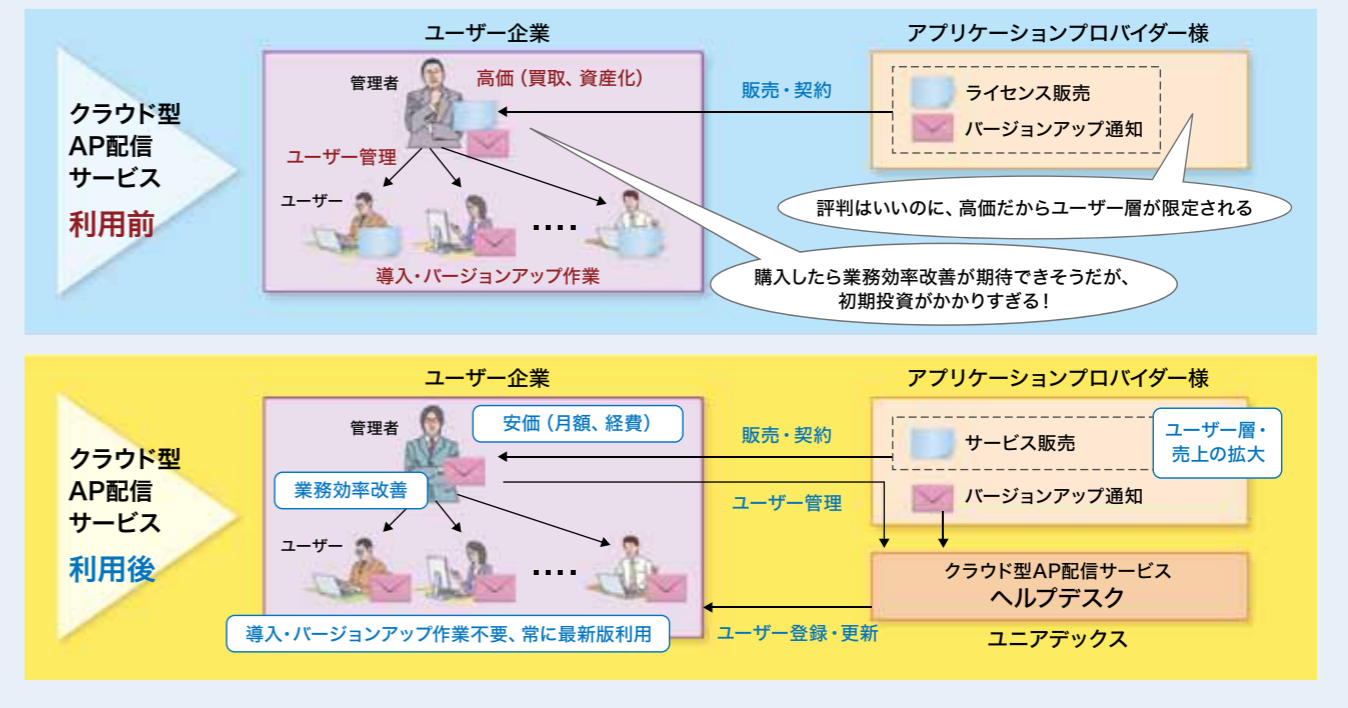 クラウド型
AP配信
サービス
利用前
ユーザー企業
管理者
高価（買取、資産化）
ユーザー管理
ユーザー
‥‥
導入・バージョンアップ作業
販売・契約
アプリケーションプロバイダー様
ライセンス販売
バージョンアップ通知
評判はいいのに、高価だからユーザー層が限定される
購入したら業務効率改善が期待できそうだが、
初期投資がかかりすぎる！
クラウド型
AP配信
サービス
利用後
ユーザー企業
管理者
安価（月額、経費）
業務効率改善
ユーザー
‥‥
導入・バージョンアップ作業不要、常に最新版利用
販売・契約
ユーザー管理
ユーザー登録・更新
アプリケーションプロバイダー様
サービス販売
ユーザー層・
売上の拡大
バージョンアップ通知
クラウド型AP配信サービス
ヘルプデスク
ユニアデックス